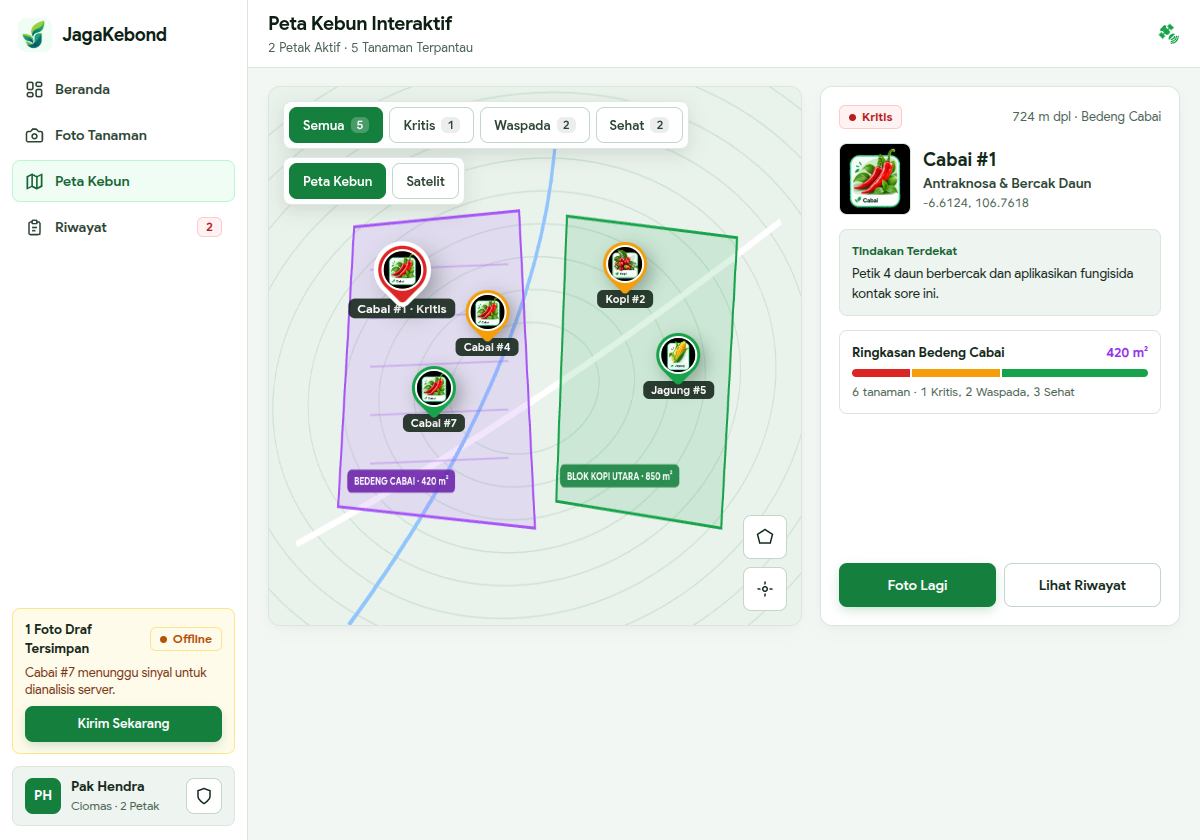 JagaKebond
Beranda
Foto Tanaman
Peta Kebun
Riwayat
2
1 Foto Draf
Tersimpan
Offline
Cabai #7 menunggu sinyal untuk
dianalisis server.
Kirim Sekarang
PH
Pak Hendra
Ciomas · 2 Petak
Peta Kebun Interaktif
2 Petak Aktif · 5 Tanaman Terpantau
Semua 5
Kritis 1
Waspada 2
Sehat 2
Peta Kebun
Satelit
Cabai #1 · Kritis
Cabai #4
Cabai #7
BEDENG CABAI · 420 m²
Kopi #2
Jagung #5
BLOK KOPI UTARA · 850 m²
Kritis
724 m dpl · Bedeng Cabai
Cabai
Cabai #1
Antraknosa & Bercak Daun
-6.6124, 106.7618
Tindakan Terdekat
Petik 4 daun berbercak dan aplikasikan fungisida
kontak sore ini.
Ringkasan Bedeng Cabai
420 m²
6 tanaman · 1 Kritis, 2 Waspada, 3 Sehat
Foto Lagi
Lihat Riwayat